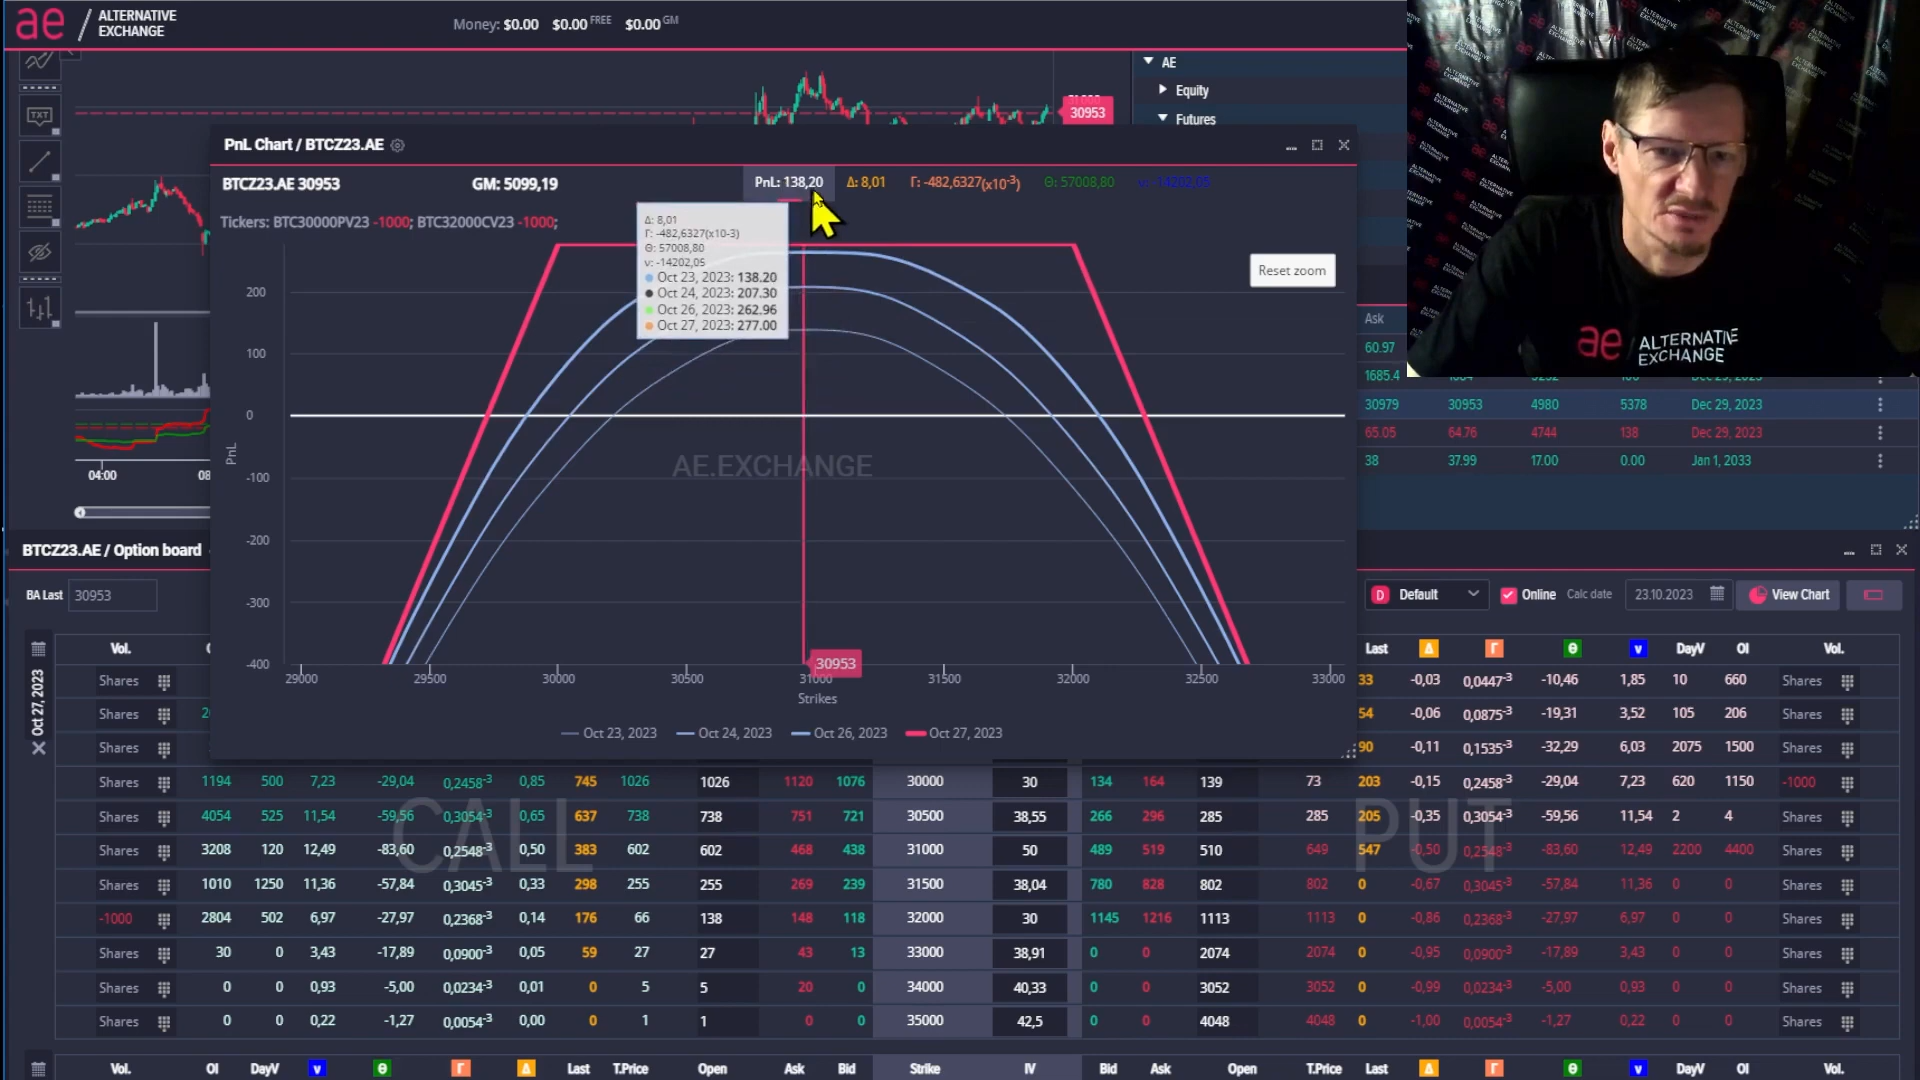 ae / ALTERNATIVE EXCHANGE
Money: $0.00 $0.00 FREE $0.00 GM
AE
Equity
Futures
30953
TXT
04:00 08
PnL Chart / BTCZ23.AE
BTCZ23.AE 30953 GM: 5099,19 PnL: 138,20 Δ: 8,01 Γ: -482,6327(x10-3) Θ: 57008,80 ν: -14202,05
Tickers: BTC30000PV23 -1000; BTC32000CV23 -1000;
Δ: 8,01
Γ: -482,6327(x10-3)
Θ: 57008,80
ν: -14202,05
Oct 23, 2023: 138.20
Oct 24, 2023: 207.30
Oct 26, 2023: 262.96
Oct 27, 2023: 277.00
Reset zoom
200
100
0
-100
-200
-300
-400
PnL
AE.EXCHANGE
30953
29000 29500 30000 30500 31000 31500 32000 32500 33000
Strikes
Oct 23, 2023 Oct 24, 2023 Oct 26, 2023 Oct 27, 2023
ae ALTERNATIVE EXCHANGE
Ask
60.97
1685.4
30979 30953 4980 5378 Dec 29, 2023
65.05 64.76 4744 138 Dec 29, 2023
38 37.99 17.00 0.00 Jan 1, 2033
BTCZ23.AE / Option board
BA Last 30953
D Default Online Calc date 23.10.2023 View Chart
Oct 27, 2023
Vol. Last Δ Γ Θ ν DayV OI Vol.
Shares 33 -0,03 0,0447-3 -10,46 1,85 10 660 Shares
Shares 54 -0,06 0,0875-3 -19,31 3,52 105 206 Shares
Shares 90 -0,11 0,1535-3 -32,29 6,03 2075 1500 Shares
Shares 1194 500 7,23 -29,04 0,2458-3 0,85 745 1026 1026 1120 1076 30000 30 134 164 139 73 203 -0,15 0,2458-3 -29,04 7,23 620 1150 -1000
Shares 4054 525 11,54 -59,56 0,3054-3 0,65 637 738 738 751 721 30500 38,55 266 296 285 285 205 -0,35 0,3054-3 -59,56 11,54 2 4 Shares
Shares 3208 120 12,49 -83,60 0,2548-3 0,50 383 602 602 468 438 31000 50 489 519 510 649 547 -0,50 0,2548-3 -83,60 12,49 2200 4400 Shares
Shares 1010 1250 11,36 -57,84 0,3045-3 0,33 298 255 255 269 239 31500 38,04 780 828 802 802 0 -0,67 0,3045-3 -57,84 11,36 0 0 Shares
-1000 2804 502 6,97 -27,97 0,2368-3 0,14 176 66 138 148 118 32000 30 1145 1216 1113 1113 0 -0,86 0,2368-3 -27,97 6,97 0 0 Shares
Shares 30 0 3,43 -17,89 0,0900-3 0,05 59 27 27 43 13 33000 38,91 0 0 2074 2074 0 -0,95 0,0900-3 -17,89 3,43 0 0 Shares
Shares 0 0 0,93 -5,00 0,0234-3 0,01 0 5 5 20 0 34000 40,33 0 0 3052 3052 0 -0,99 0,0234-3 -5,00 0,93 0 0 Shares
Shares 0 0 0,22 -1,27 0,0054-3 0,00 0 1 1 0 0 35000 42,5 0 0 4048 4048 0 -1,00 0,0054-3 -1,27 0,22 0 0 Shares
CALL PUT
Vol. OI DayV ν Θ Γ Δ Last T.Price Open Ask Bid Strike IV Bid Ask Open T.Price Last Δ Γ Θ ν DayV OI Vol.